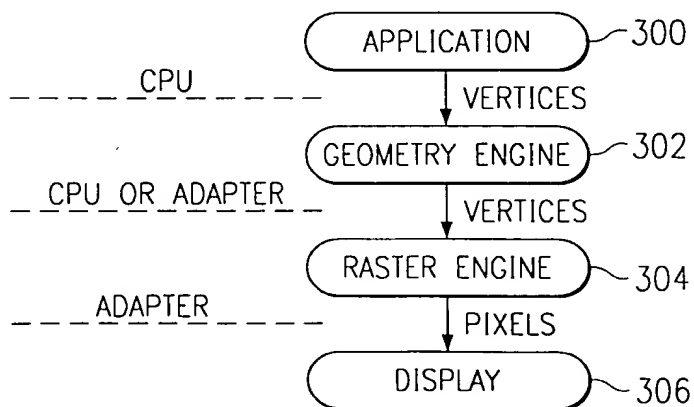 APPLICATION 300
CPU
VERTICES
GEOMETRY ENGINE 302
CPU OR ADAPTER
VERTICES
RASTER ENGINE 304
ADAPTER
PIXELS
DISPLAY 306